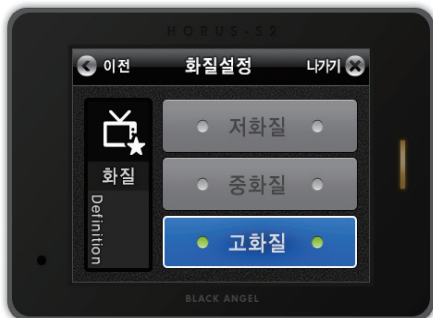 HORUS-S2
이전 화질설정 나가기
저화질
화질
중화질
Definition
고화질
BLACK ANGEL